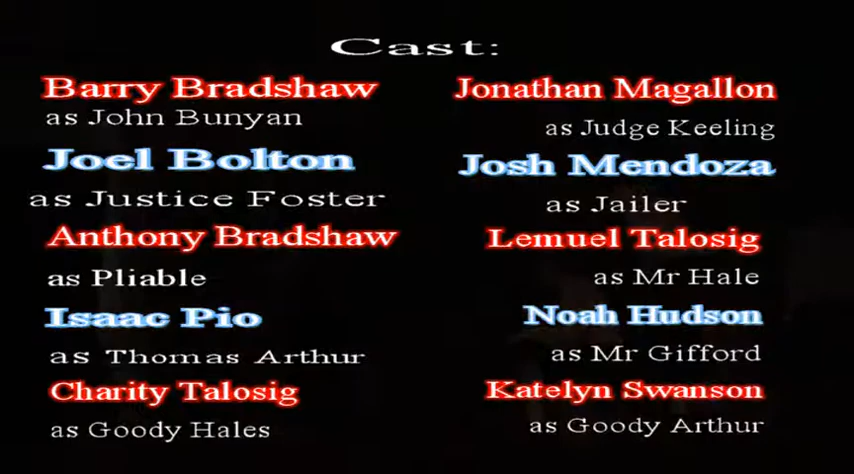 Cast:
Barry Bradshaw
as John Bunyan
Joel Bolton
as Justice Foster
Anthony Bradshaw
as Pliable
Isaac Pio
as Thomas Arthur
Charity Talosig
as Goody Hales
Jonathan Magallon
as Judge Keeling
Josh Mendoza
as Jailer
Lemuel Talosig
as Mr Hale
Noah Hudson
as Mr Gifford
Katelyn Swanson
as Goody Arthur